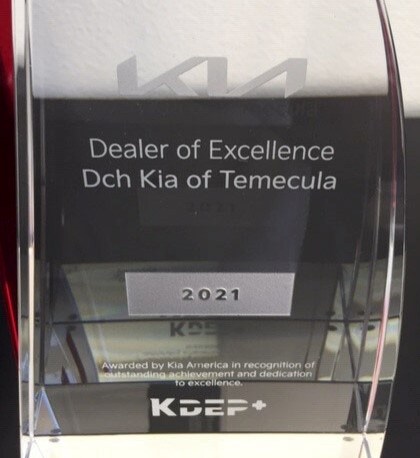 KIA
Dealer of Excellence
Dch Kia of Temecula
2021
Awarded by Kia America in recognition of
outstanding achievement and dedication
to excellence.
KDEP+